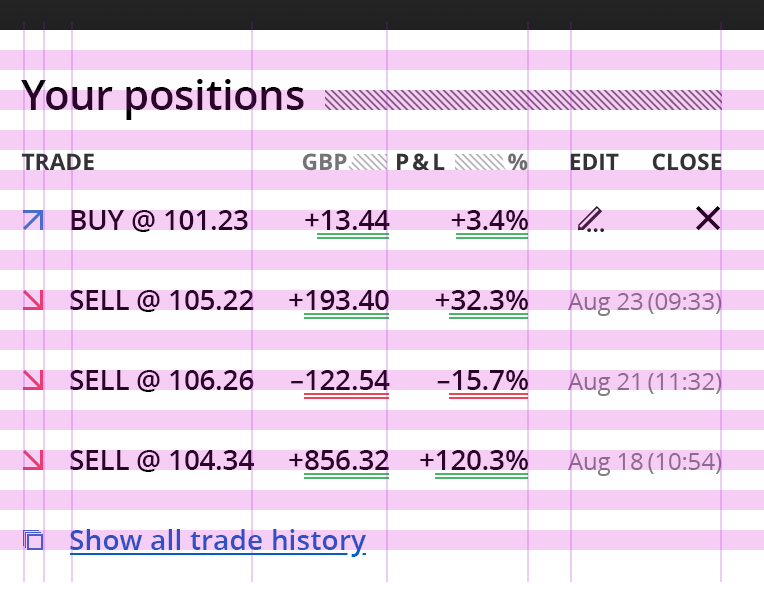 Your positions
TRADE GBP P&L % EDIT CLOSE
BUY @ 101.23 +13.44 +3.4%
SELL @ 105.22 +193.40 +32.3% Aug 23 (09:33)
SELL @ 106.26 –122.54 –15.7% Aug 21 (11:32)
SELL @ 104.34 +856.32 +120.3% Aug 18 (10:54)
Show all trade history